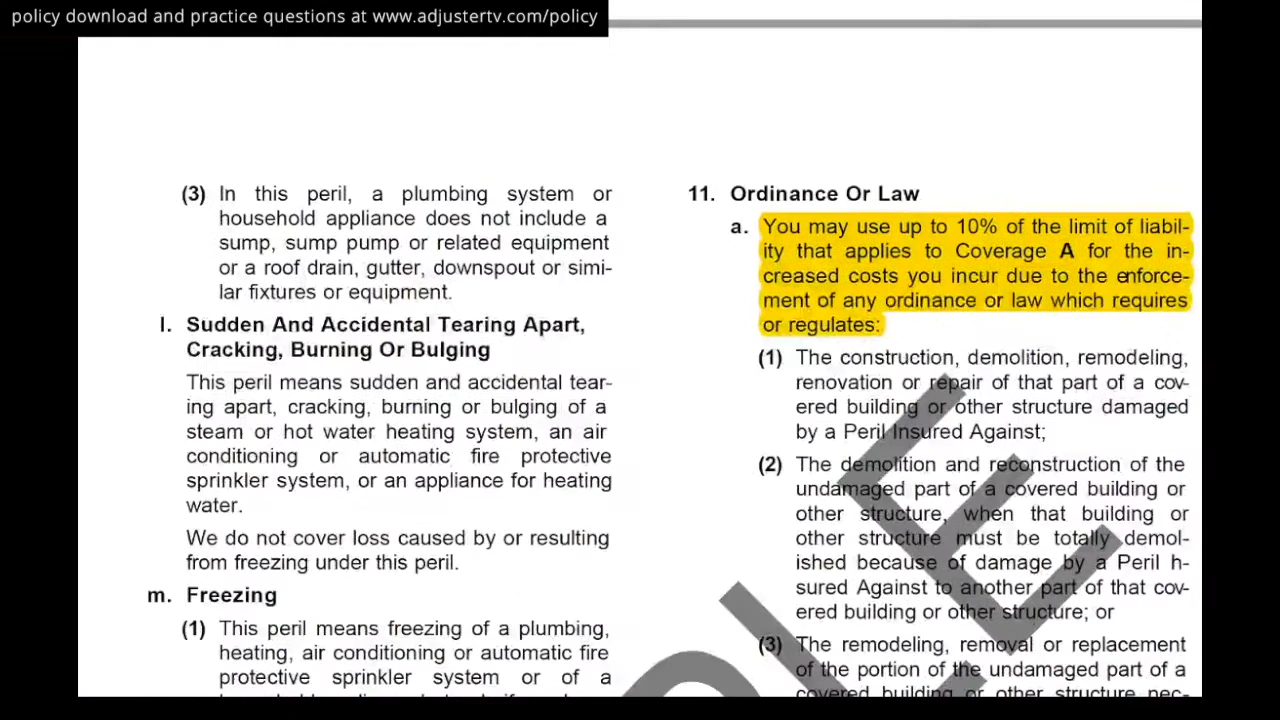 policy download and practice questions at www.adjustertv.com/policy
(3) In this peril, a plumbing system or
household appliance does not include a
sump, sump pump or related equipment
or a roof drain, gutter, downspout or simi-
lar fixtures or equipment.
l. Sudden And Accidental Tearing Apart,
Cracking, Burning Or Bulging
This peril means sudden and accidental tear-
ing apart, cracking, burning or bulging of a
steam or hot water heating system, an air
conditioning or automatic fire protective
sprinkler system, or an appliance for heating
water.
We do not cover loss caused by or resulting
from freezing under this peril.
m. Freezing
(1) This peril means freezing of a plumbing,
heating, air conditioning or automatic fire
protective sprinkler system or of a
11. Ordinance Or Law
a. You may use up to 10% of the limit of liabil-
ity that applies to Coverage A for the in-
creased costs you incur due to the enforce-
ment of any ordinance or law which requires
or regulates:
(1) The construction, demolition, remodeling,
renovation or repair of that part of a cov-
ered building or other structure damaged
by a Peril Insured Against;
(2) The demolition and reconstruction of the
undamaged part of a covered building or
other structure, when that building or
other structure must be totally demol-
ished because of damage by a Peril h-
sured Against to another part of that cov-
ered building or other structure; or
(3) The remodeling, removal or replacement
of the portion of the undamaged part of a
covered building or other structure nec-